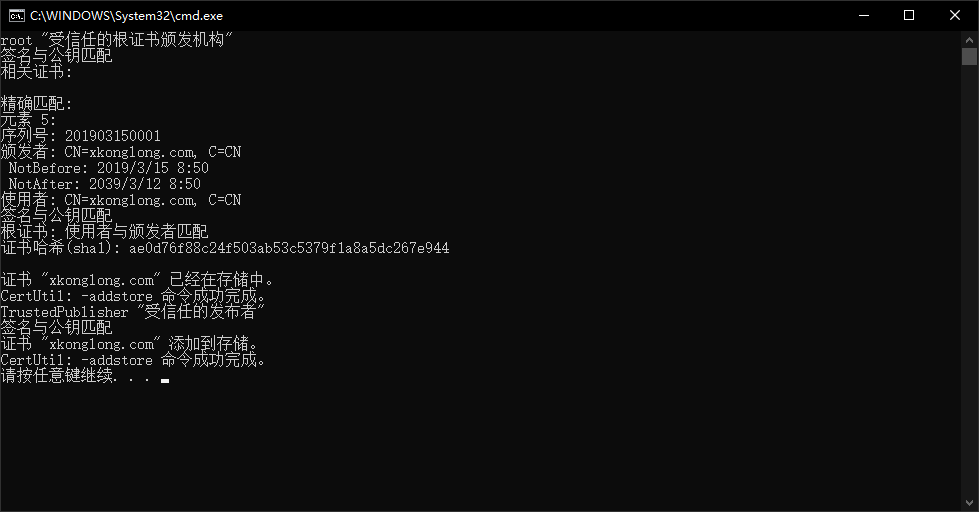 C:\WINDOWS\System32\cmd.exe
root "受信任的根证书颁发机构"
签名与公钥匹配
相关证书:
精确匹配:
元素 5:
序列号: 201903150001
颁发者: CN=xkonglong.com, C=CN
NotBefore: 2019/3/15 8:50
NotAfter: 2039/3/12 8:50
使用者: CN=xkonglong.com, C=CN
签名与公钥匹配
根证书: 使用者与颁发者匹配
证书哈希(sha1): ae0d76f88c24f503ab53c5379f1a8a5dc267e944
证书 "xkonglong.com" 已经在存储中。
CertUtil: -addstore 命令成功完成。
TrustedPublisher "受信任的发布者"
签名与公钥匹配
证书 "xkonglong.com" 添加到存储。
CertUtil: -addstore 命令成功完成。
请按任意键继续. . .